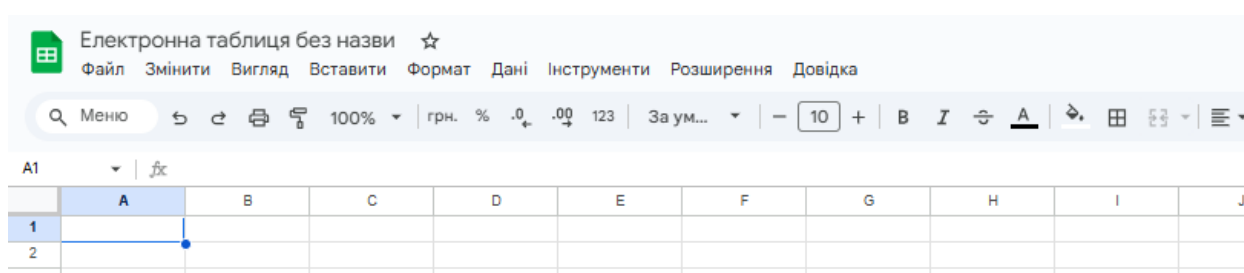 Електронна таблиця без назви
Файл Змінити Вигляд Вставити Формат Дані Інструменти Розширення Довідка
Меню 100% грн. % .0 .00 123 За ум... 10 B I A
A1 fx
A B C D E F G H I J
1
2